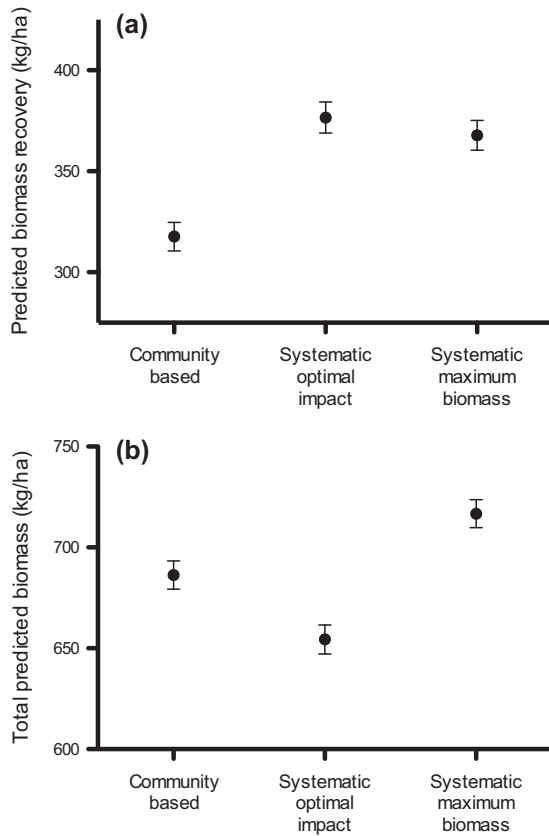 (a)
Predicted biomass recovery (kg/ha)
400
350
300
Community
based
Systematic
optimal
impact
Systematic
maximum
biomass
(b)
Total predicted biomass (kg/ha)
750
700
650
600
Community
based
Systematic
optimal
impact
Systematic
maximum
biomass